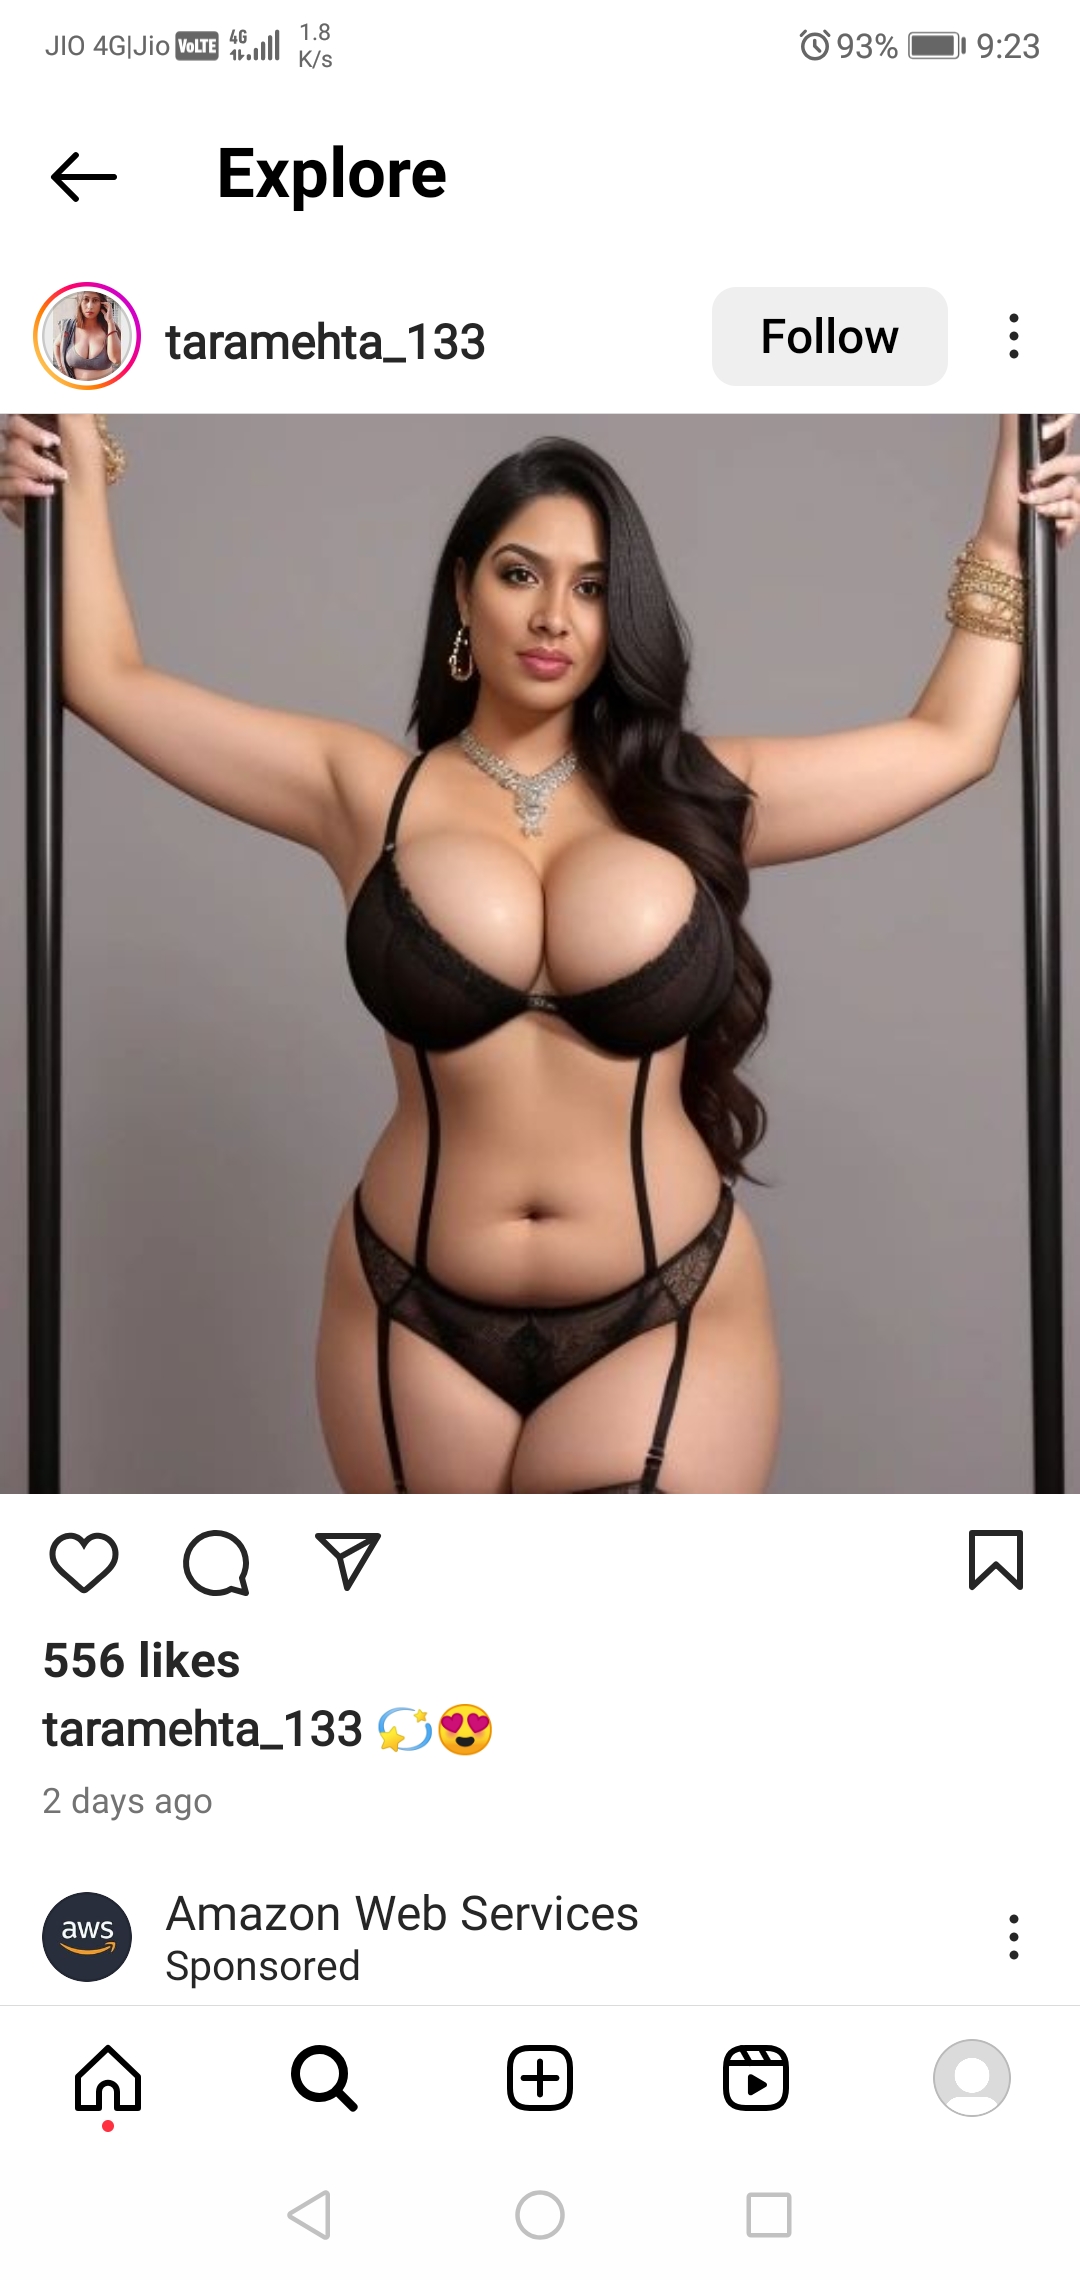 JIO 4G|Jio VoLTE 4G 1.8 K/s 93% 9:23
Explore
taramehta_133 Follow
556 likes
taramehta_133 💫😍
2 days ago
aws Amazon Web Services
Sponsored